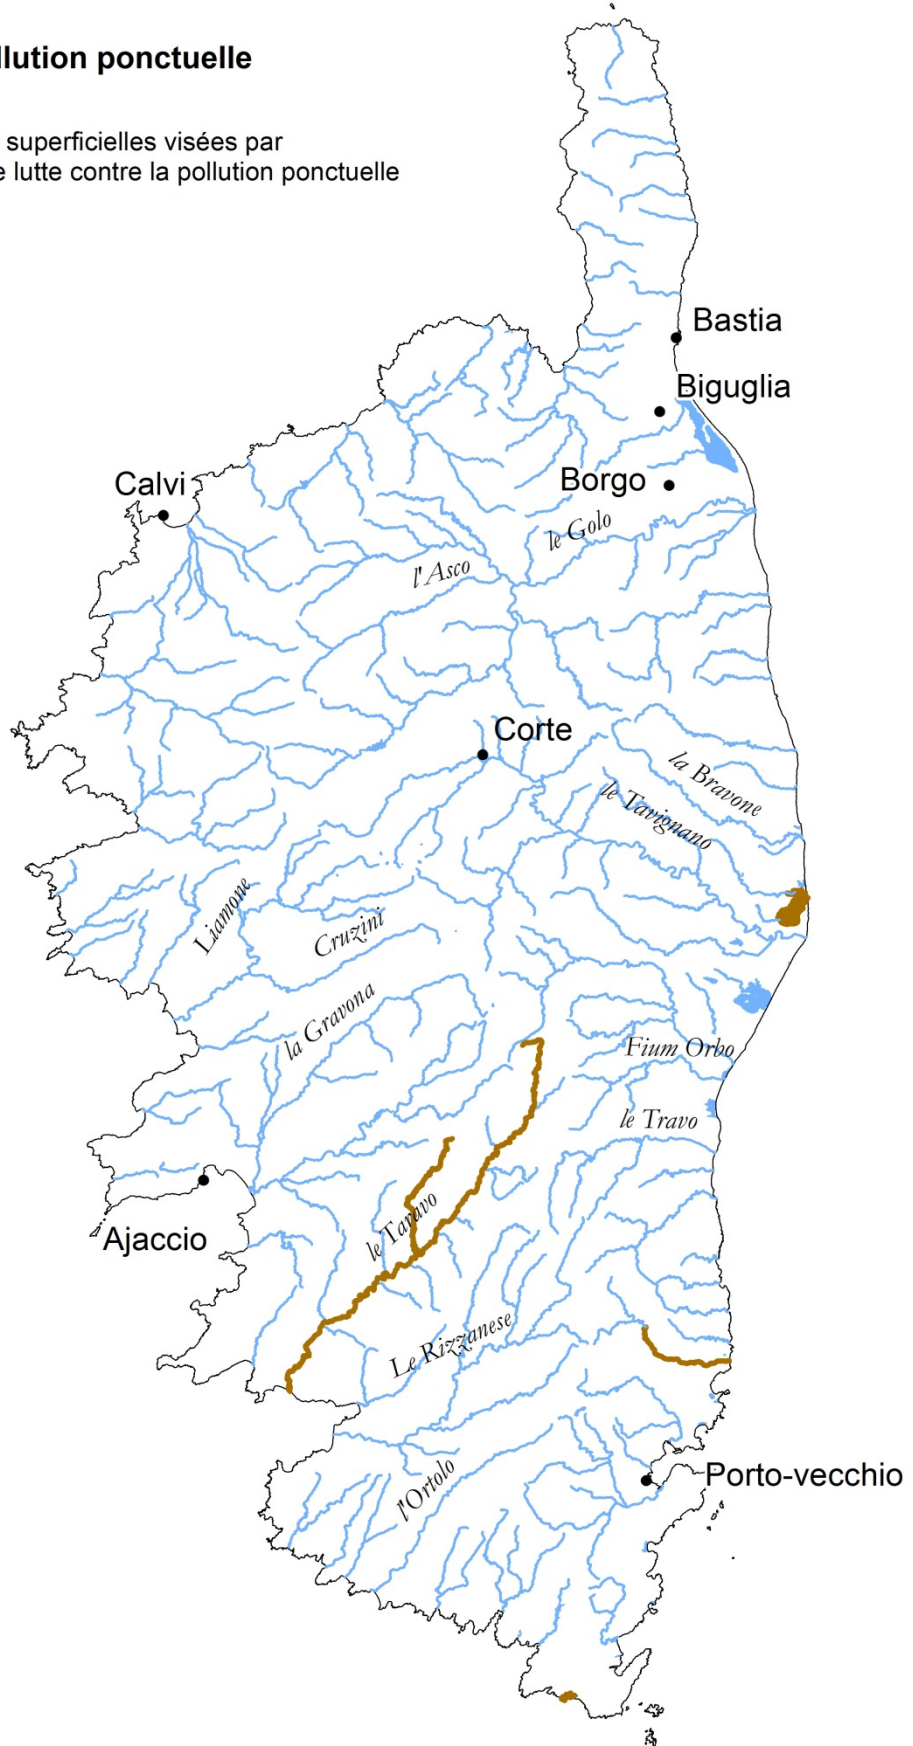 llution ponctuelle
superficielles visées par
e lutte contre la pollution ponctuelle
Bastia
Biguglia
Calvi
Borgo
le Golo
l'Asco
Corte
la Bravone
le Tavignano
Liamone
Cruzini
la Gravona
Fium Orbo
le Travo
Ajaccio
le Taravo
Le Rizzanese
Porto-vecchio
l'Ortolo